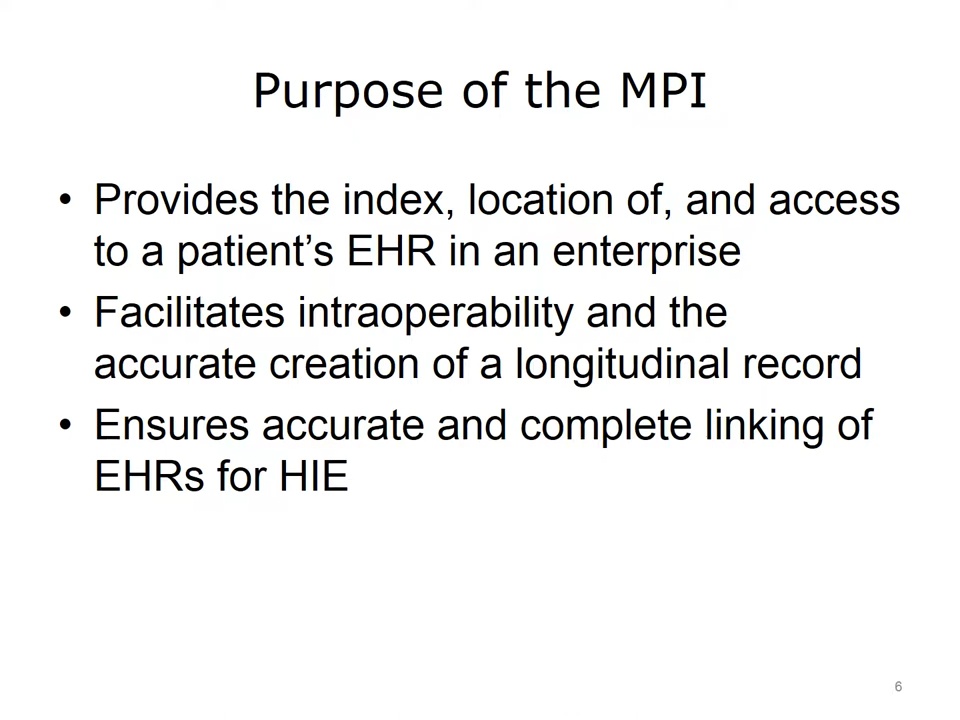 Purpose of the MPI
• Provides the index, location of, and access
to a patient’s EHR in an enterprise
• Facilitates intraoperability and the
accurate creation of a longitudinal record
• Ensures accurate and complete linking of
EHRs for HIE
6